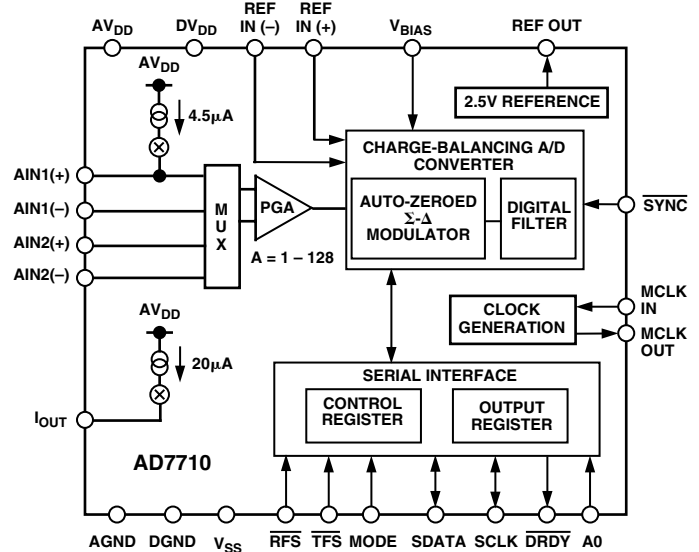 AVDD
DVDD
REF
IN (–)
REF
IN (+)
VBIAS
REF OUT
AVDD
4.5µA
2.5V REFERENCE
CHARGE-BALANCING A/D
CONVERTER
AUTO-ZEROED
Σ-Δ
MODULATOR
DIGITAL
FILTER
AIN1(+)
AIN1(–)
AIN2(+)
AIN2(–)
M
U
X
PGA
A = 1 – 128
SYNC
MCLK
IN
MCLK
OUT
CLOCK
GENERATION
AVDD
20µA
IOUT
SERIAL INTERFACE
CONTROL
REGISTER
OUTPUT
REGISTER
AD7710
AGND
DGND
VSS
RFS
TFS
MODE
SDATA
SCLK
DRDY
A0